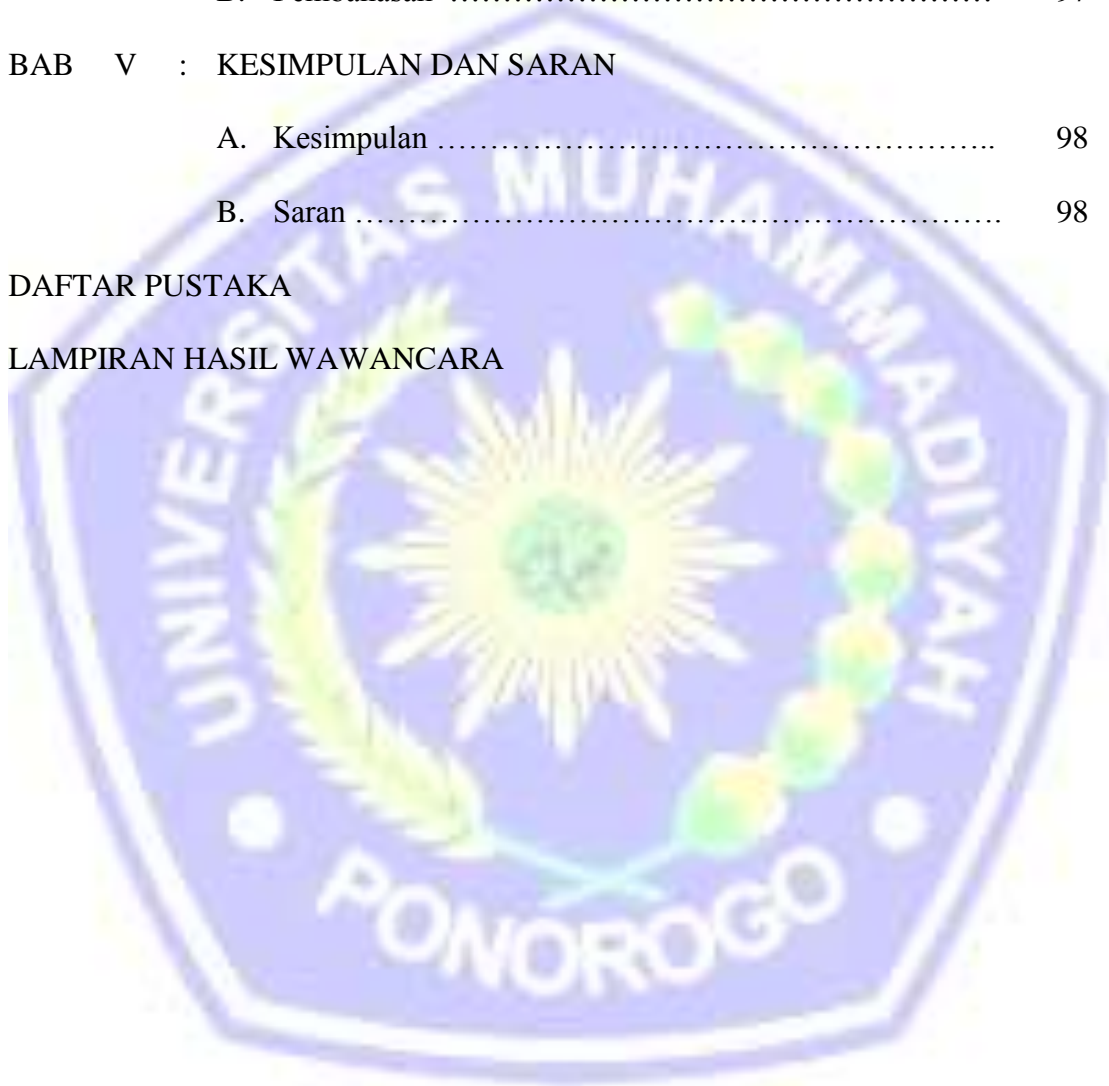 BAB V : KESIMPULAN DAN SARAN
A. Kesimpulan ……………………………………………….. 98
B. Saran ………………………………………………………. 98
DAFTAR PUSTAKA
LAMPIRAN HASIL WAWANCARA
UNIVERSITAS MUHAMMADIYAH
PONOROGO